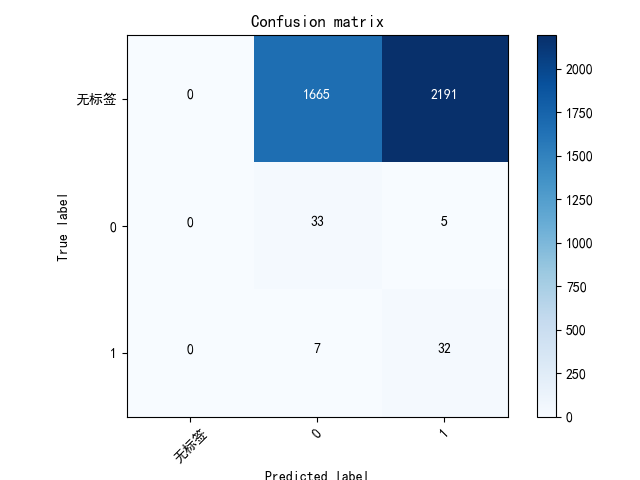 Confusion matrix
无标签 0 1665 2191
0 0 33 5
1 0 7 32
无标签 0 1
True label
Predicted label
2000
1750
1500
1250
1000
750
500
250
0